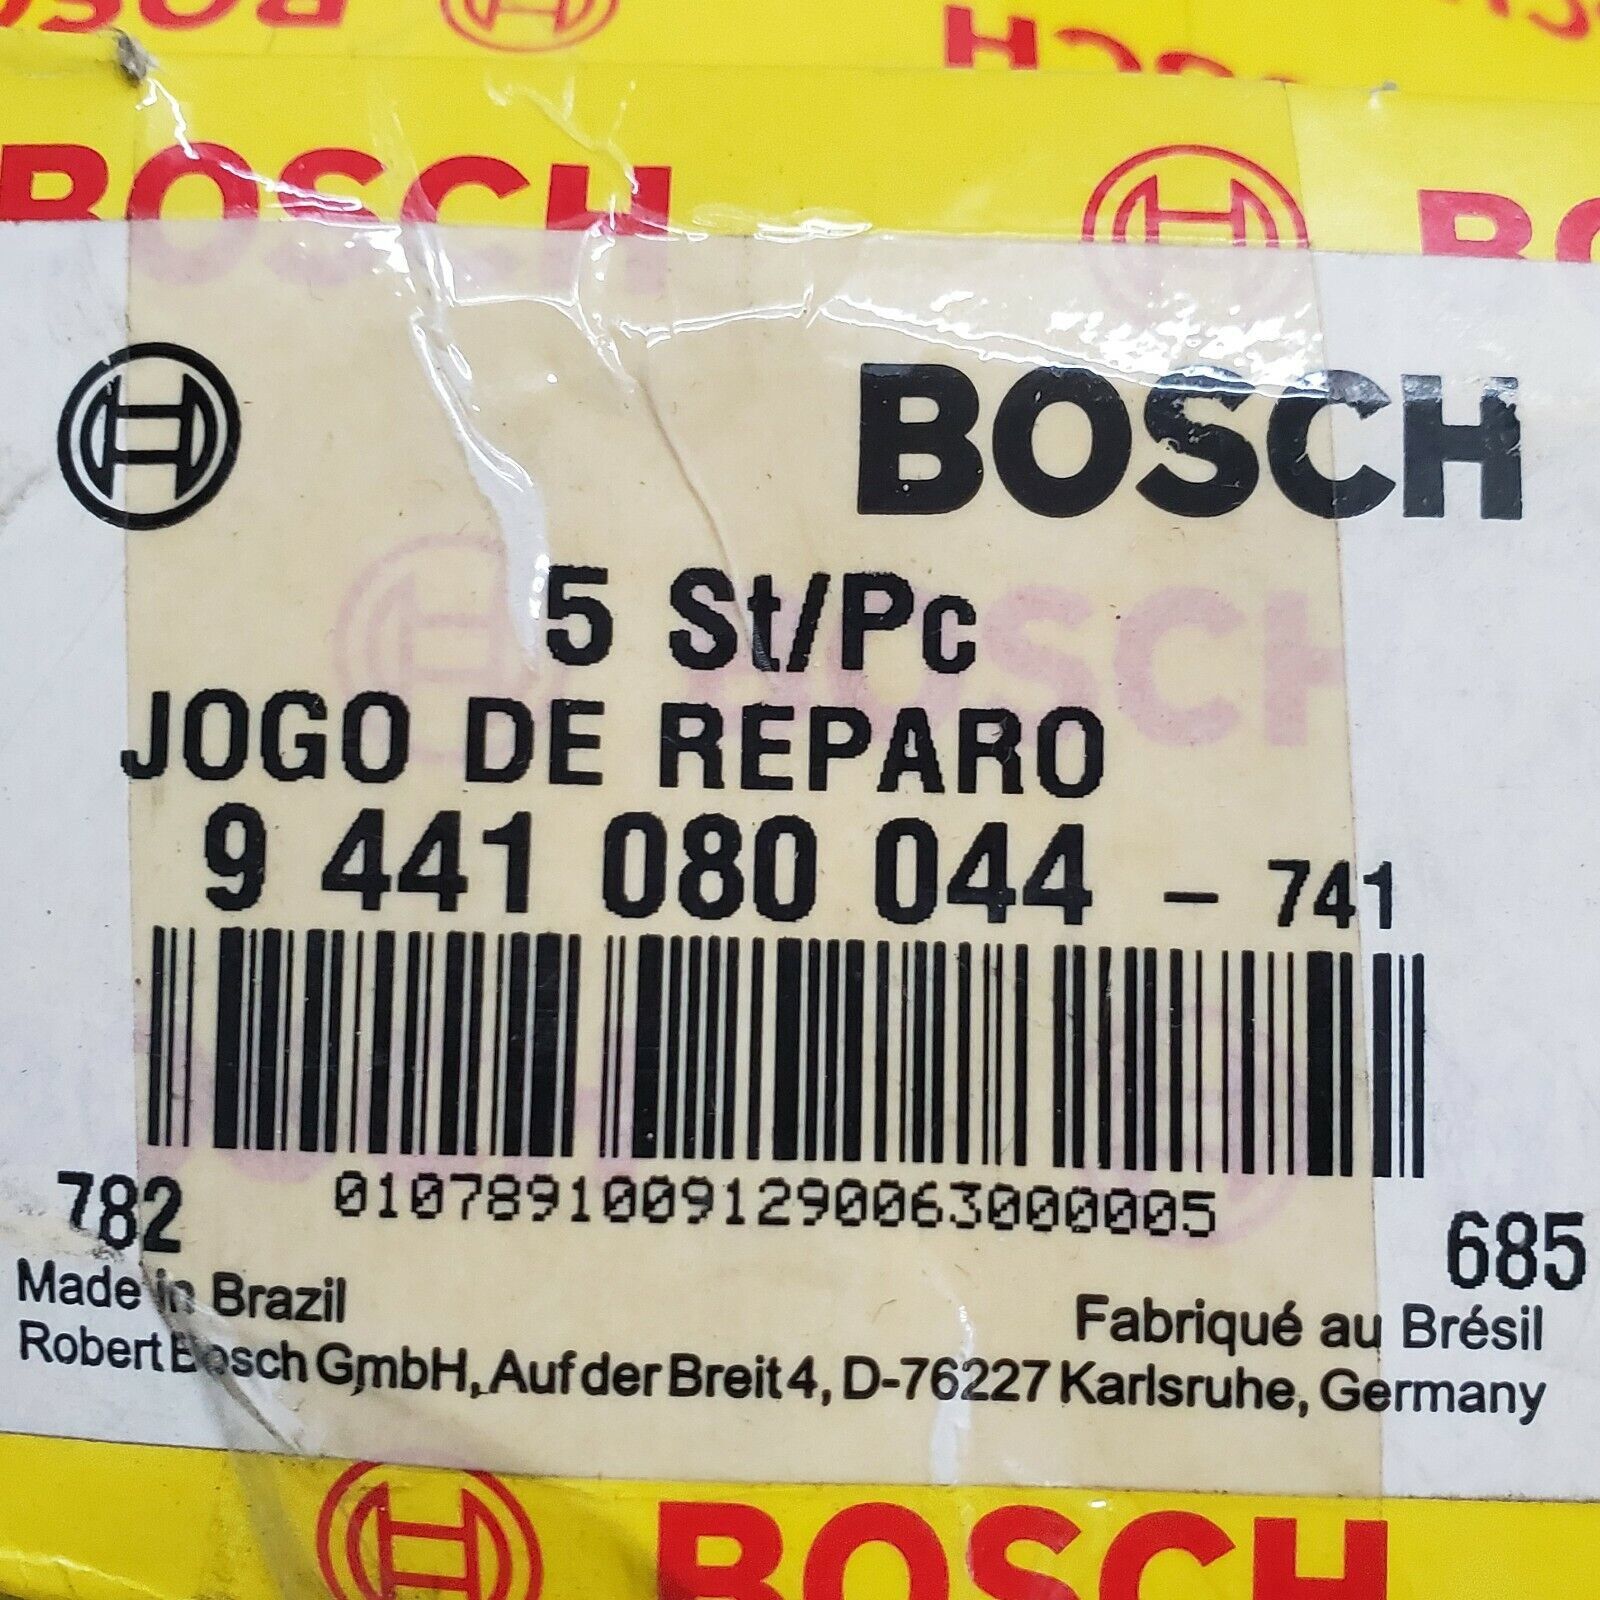 BOSCH
BOSCH
5 St/Pc
JOGO DE REPARO
9 441 080 044 - 741
782
01078910091290063000005
685
Made in Brazil
Fabriqué au Brésil
Robert Bosch GmbH, Auf der Breit 4, D-76227 Karlsruhe, Germany
BOSCH